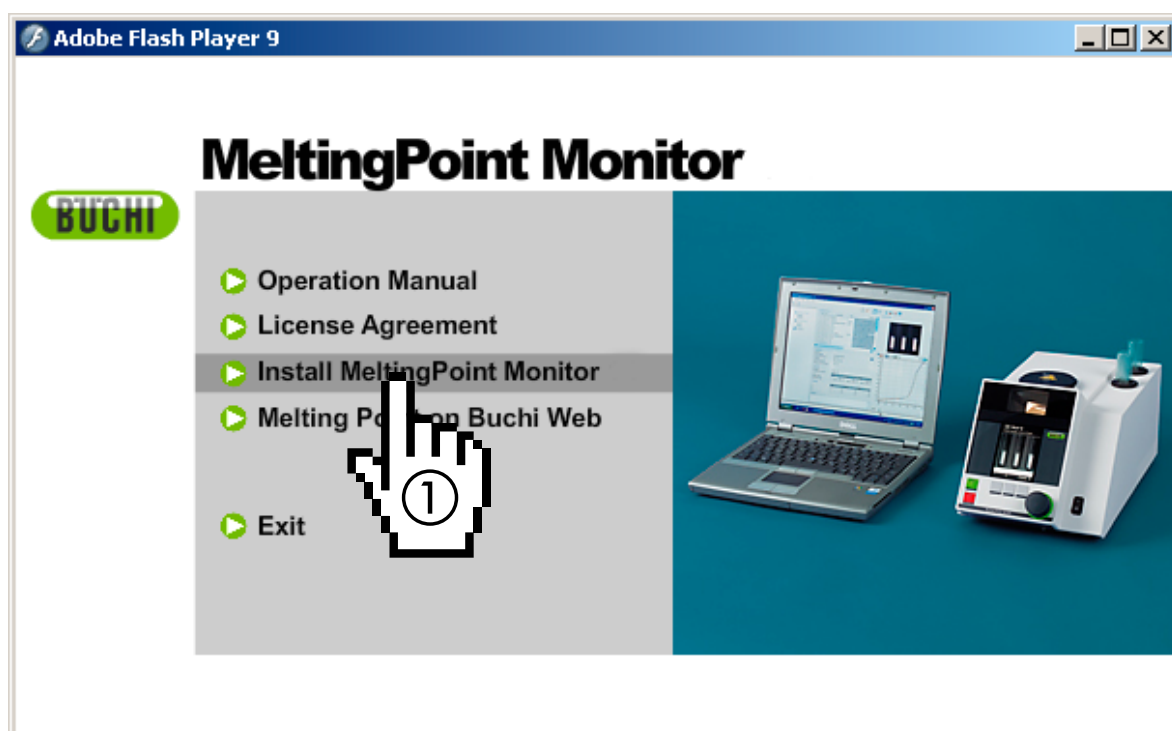 Adobe Flash Player 9
MeltingPoint Monitor
BÜCHI
Operation Manual
License Agreement
Install MeltingPoint Monitor
Melting Po on Buchi Web
1
Exit